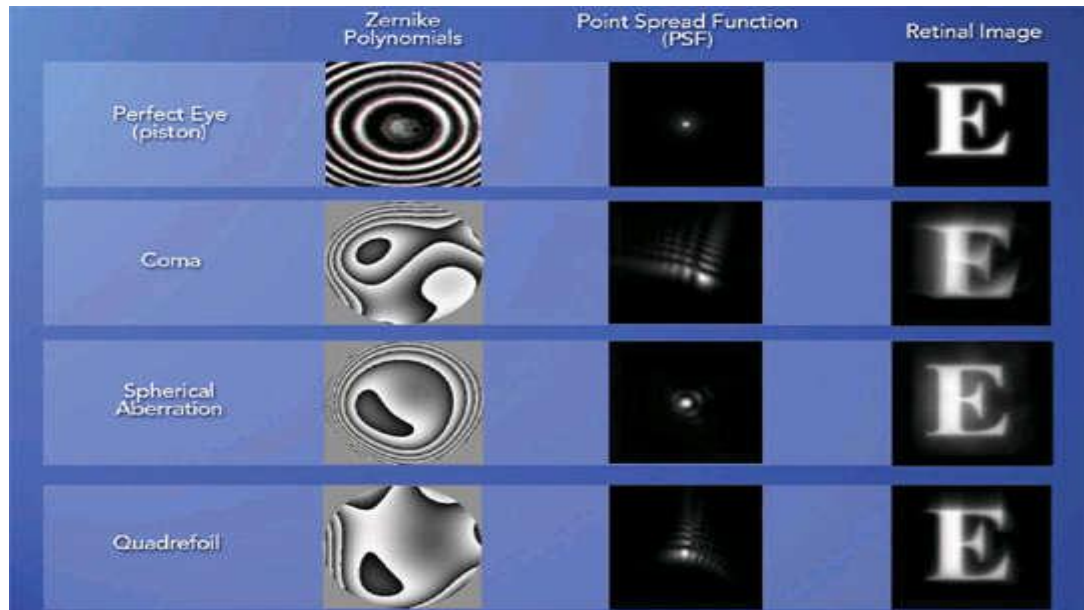 Zernike
Polynomials
Point Spread Function
(PSF)
Retinal Image
Perfect Eye
(piston)
E
Coma
E
Spherical
Aberration
E
Quadrefoil
E